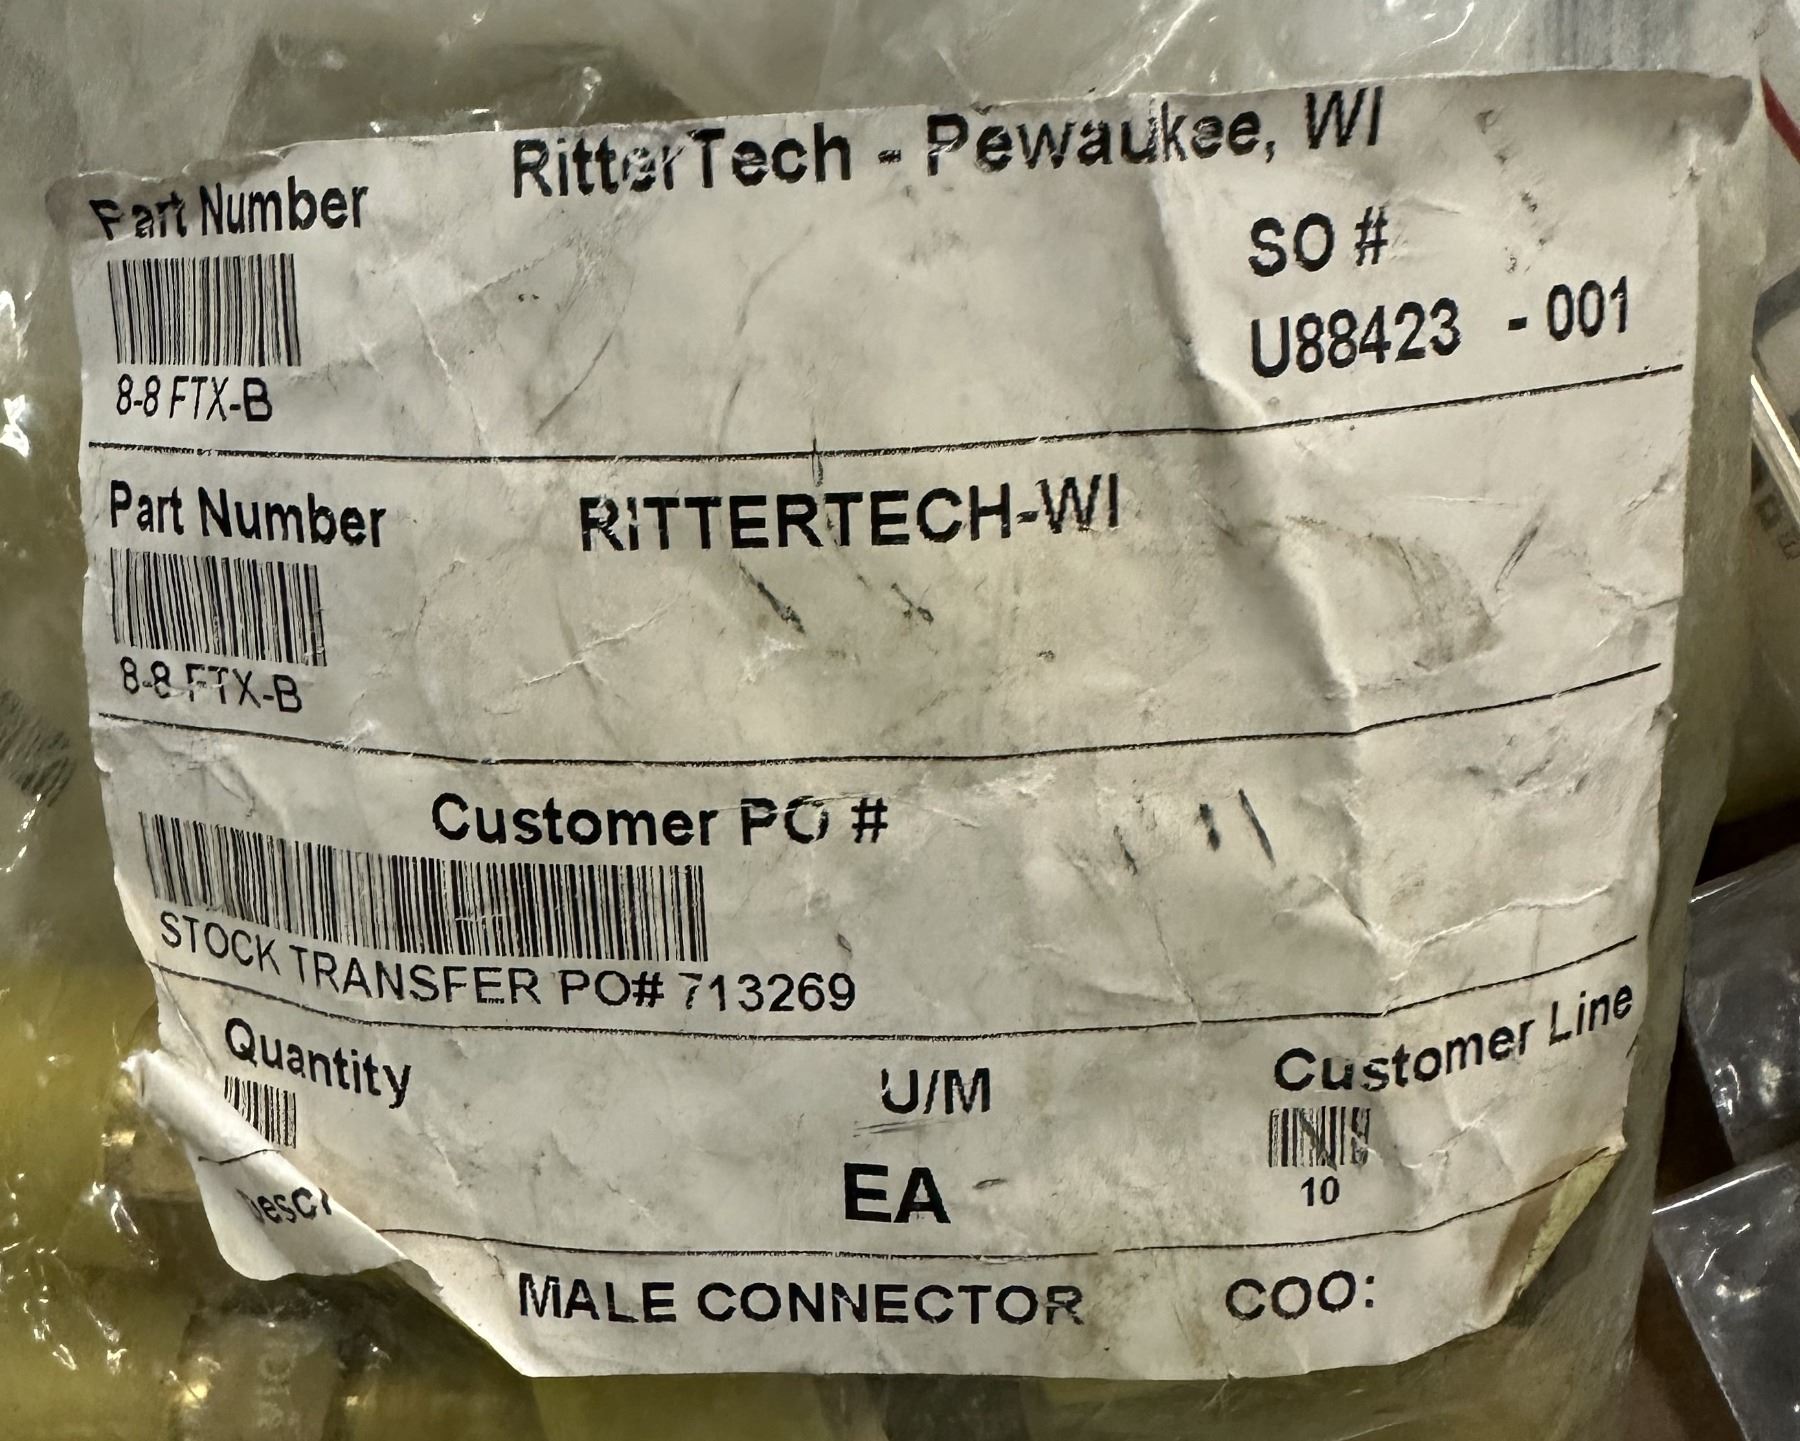 RitterTech - Pewaukee, WI
Part Number
SO #
U88423 - 001
8-8 FTX-B
Part Number
RITTERTECH-WI
8-8 FTX-B
Customer PO #
STOCK TRANSFER PO# 713269
Quantity
U/M
Customer Line
EA
10
MALE CONNECTOR COO: